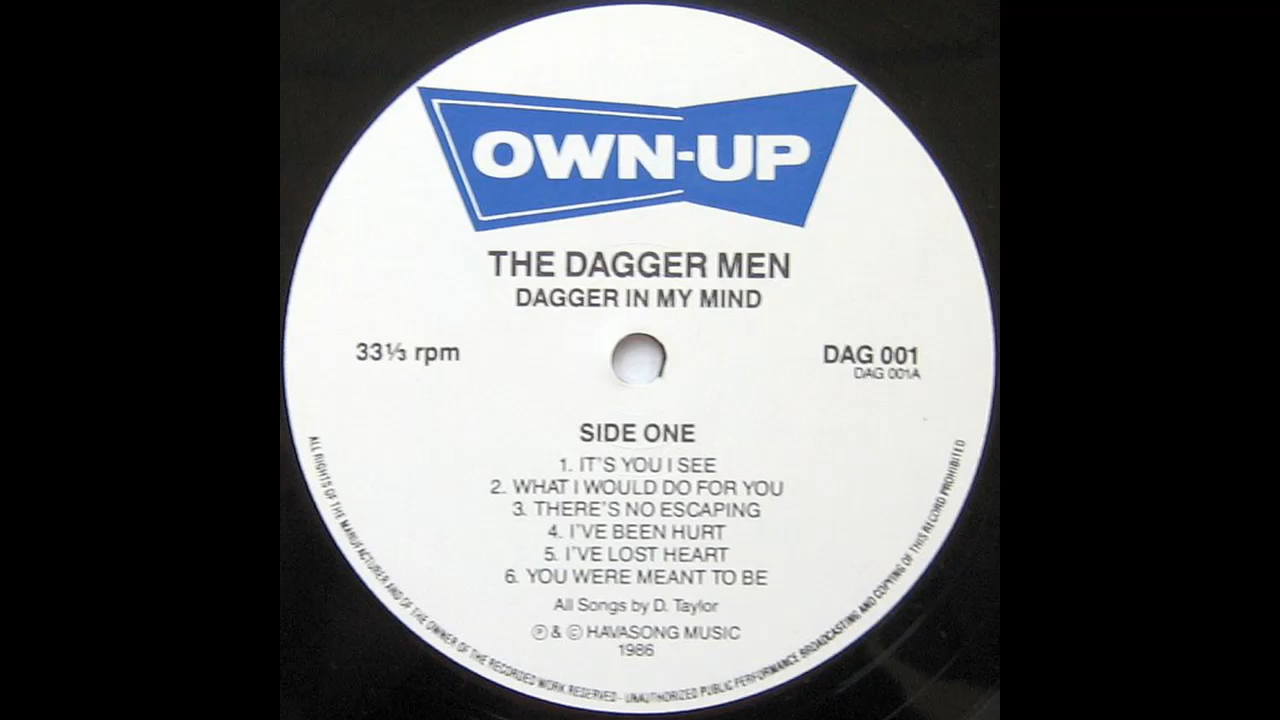 OWN-UP
THE DAGGER MEN
DAGGER IN MY MIND
33⅓ rpm
DAG 001
DAG 001A
SIDE ONE
1. IT'S YOU I SEE
2. WHAT I WOULD DO FOR YOU
3. THERE'S NO ESCAPING
4. I'VE BEEN HURT
5. I'VE LOST HEART
6. YOU WERE MEANT TO BE
All Songs by D. Taylor
Ⓟ & © HAVASONG MUSIC
1986
ALL RIGHTS OF THE MANUFACTURER AND OF THE OWNER OF THE RECORDED WORK RESERVED - UNAUTHORIZED PUBLIC PERFORMANCE BROADCASTING AND COPYING OF THIS RECORD PROHIBITED